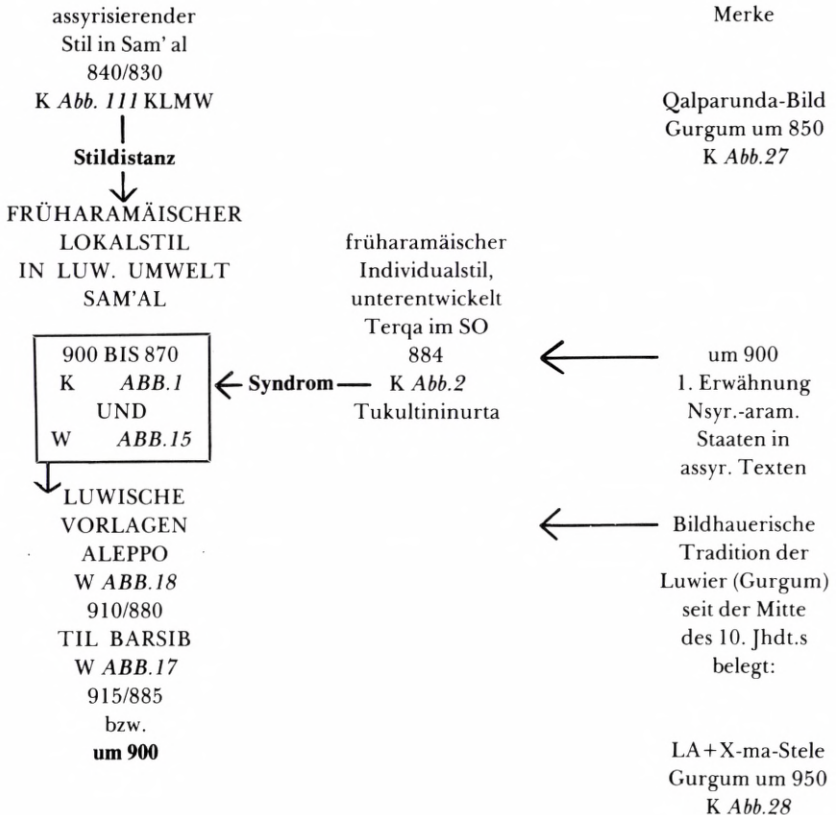 assyrisierender
Stil in Sam' al
840/830
K Abb. 111 KLMW
Stildistanz
FRÜHARAMÄISCHER
LOKALSTIL
IN LUW. UMWELT
SAM'AL
900 BIS 870
K ABB.1
UND
W ABB.15
LUWISCHE
VORLAGEN
ALEPPO
W ABB.18
910/880
TIL BARSIB
W ABB.17
915/885
bzw.
um 900
Syndrom
früharamäischer
Individualstil,
unterentwickelt
Terqa im SO
884
K Abb.2
Tukultininurta
Merke
Qalparunda-Bild
Gurgum um 850
K Abb.27
um 900
1. Erwähnung
Nsyr.-aram.
Staaten in
assyr. Texten
Bildhauerische
Tradition der
Luwier (Gurgum)
seit der Mitte
des 10. Jhdt.s
belegt:
LA+X-ma-Stele
Gurgum um 950
K Abb.28